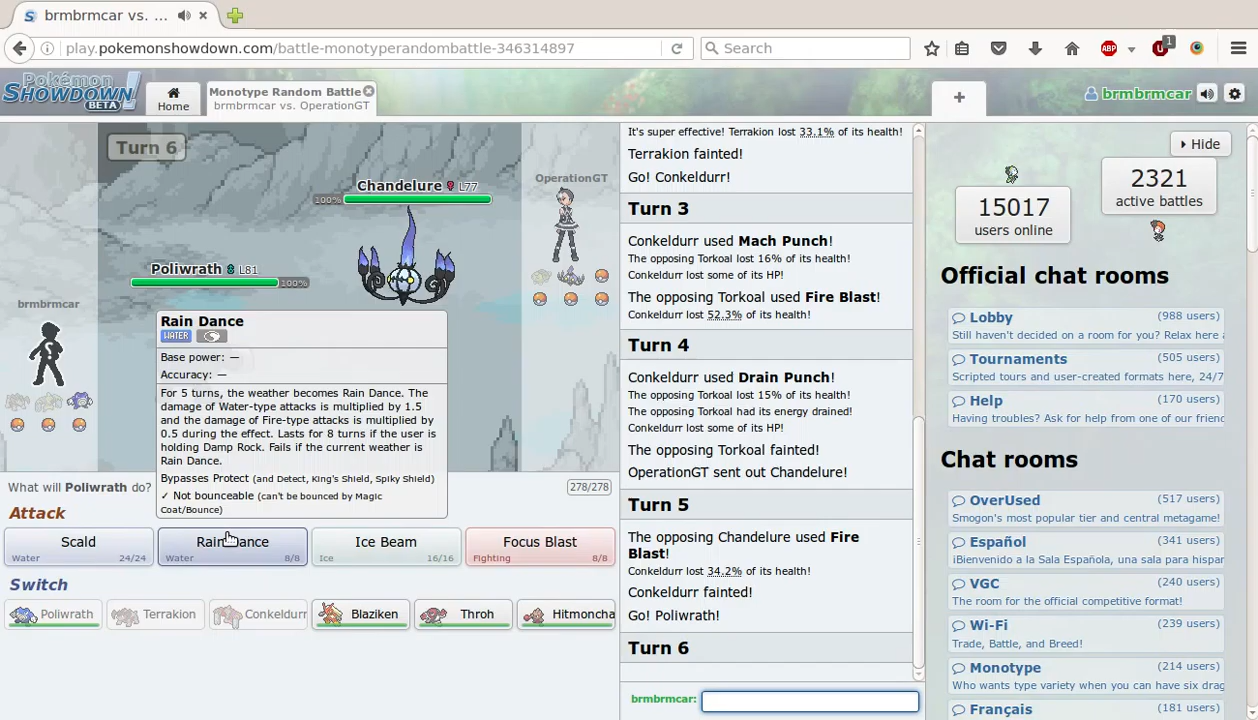 brmbrmcar vs. ...
play.pokemonshowdown.com/battle-monotyperandombattle-346314897
Search
ABP
1
Pokémon
SHOWDOWN!
BETA
Home
Monotype Random Battle
brmbrmcar vs. OperationGT
+
brmbrmcar
Turn 6
Chandelure L77
100%
OperationGT
Poliwrath L81
100%
brmbrmcar
Rain Dance
WATER
Base power: —
Accuracy: —
For 5 turns, the weather becomes Rain Dance. The
damage of Water-type attacks is multiplied by 1.5
and the damage of Fire-type attacks is multiplied by
0.5 during the effect. Lasts for 8 turns if the user is
holding Damp Rock. Fails if the current weather is
Rain Dance.
Bypasses Protect (and Detect, King's Shield, Spiky Shield)
✓ Not bounceable (can't be bounced by Magic
Coat/Bounce)
What will Poliwrath do?
278/278
Attack
Scald
Water 24/24
Rain Dance
Water 8/8
Ice Beam
Ice 16/16
Focus Blast
Fighting 8/8
Switch
Poliwrath
Terrakion
Conkeldurr
Blaziken
Throh
Hitmoncha
It's super effective! Terrakion lost 33.1% of its health!
Terrakion fainted!
Go! Conkeldurr!
Turn 3
Conkeldurr used Mach Punch!
The opposing Torkoal lost 16% of its health!
Conkeldurr lost some of its HP!
The opposing Torkoal used Fire Blast!
Conkeldurr lost 52.3% of its health!
Turn 4
Conkeldurr used Drain Punch!
The opposing Torkoal lost 15% of its health!
The opposing Torkoal had its energy drained!
Conkeldurr lost some of its HP!
The opposing Torkoal fainted!
OperationGT sent out Chandelure!
Turn 5
The opposing Chandelure used Fire
Blast!
Conkeldurr lost 34.2% of its health!
Conkeldurr fainted!
Go! Poliwrath!
Turn 6
brmbrmcar:
Hide
15017
users online
2321
active battles
Official chat rooms
Lobby (988 users)
Still haven't decided on a room for you? Relax here
Tournaments (505 users)
Scripted tours and user-created formats here, 24/7
Help (170 users)
Having troubles? Ask for help from one of our frien
Chat rooms
OverUsed (517 users)
Smogon's most popular tier and central metagame!
Español (341 users)
¡Bienvenido a la Sala Española, una sala para hispar
VGC (240 users)
The room for the official competitive format!
Wi-Fi (239 users)
Trade, Battle, and Breed!
Monotype (214 users)
Who wants type variety when you can have six drag
Français (181 users)